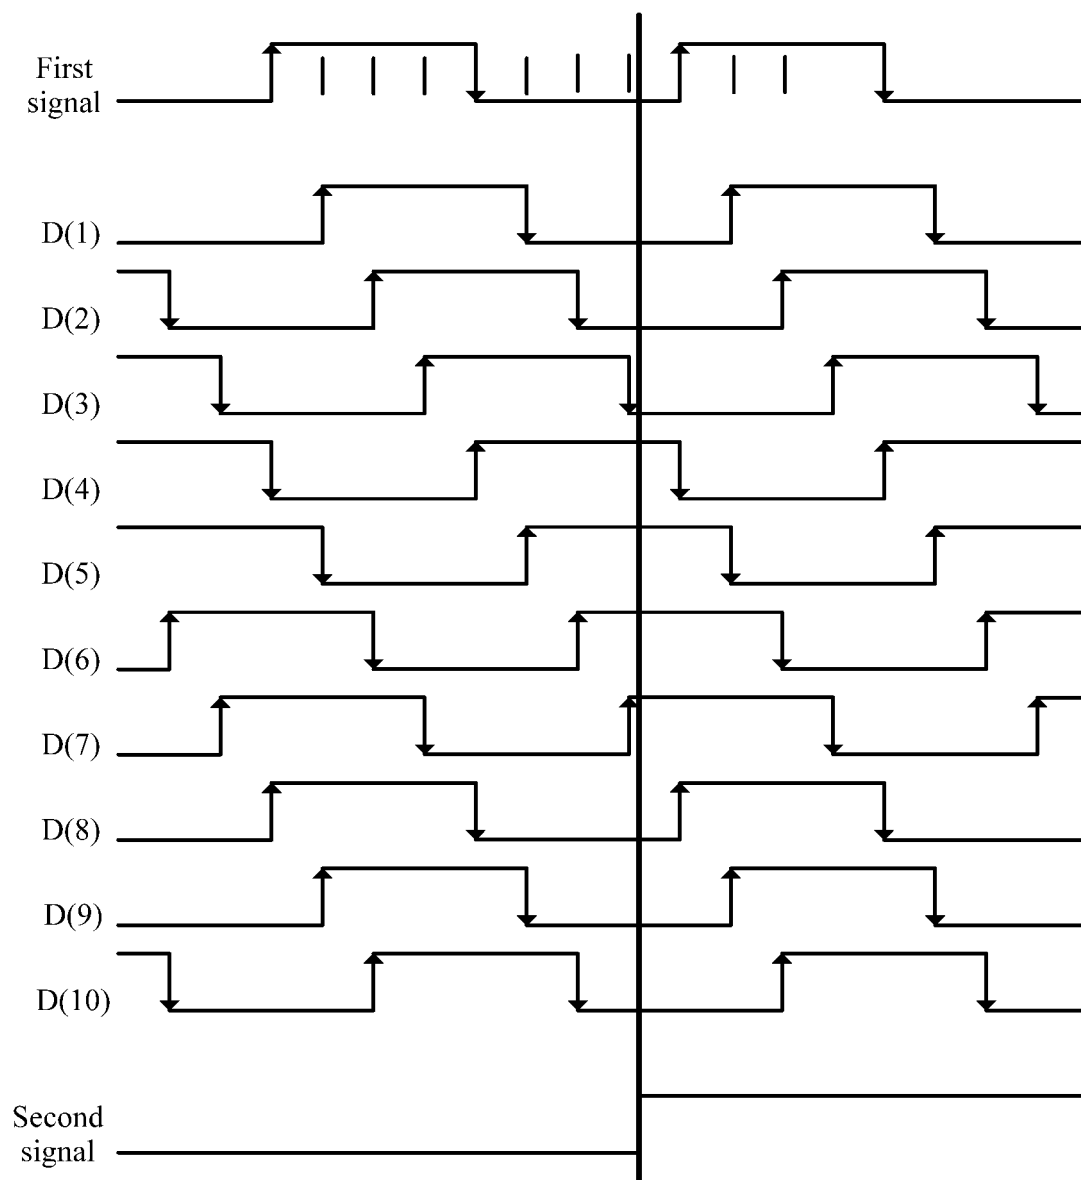 First
signal
D(1)
D(2)
D(3)
D(4)
D(5)
D(6)
D(7)
D(8)
D(9)
D(10)
Second
signal